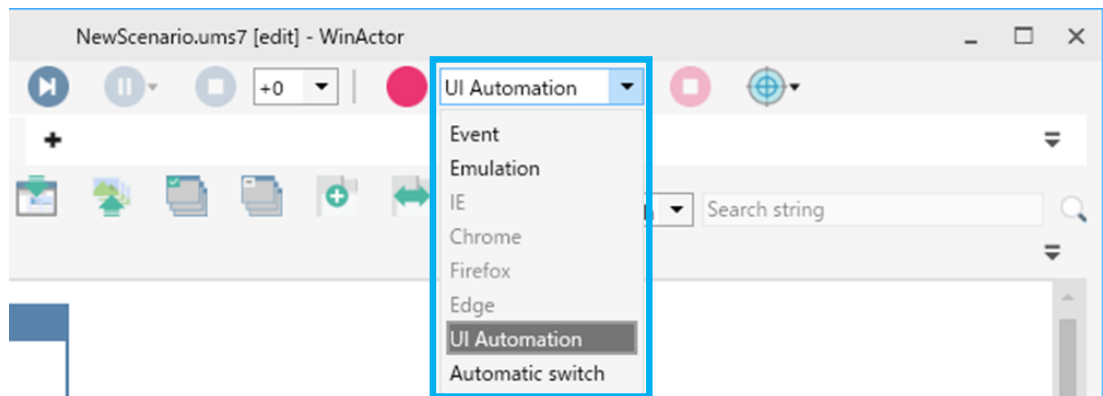 NewScenario.ums7 [edit] - WinActor
+0
UI Automation
Event
Emulation
IE
Search string
Chrome
Firefox
Edge
UI Automation
Automatic switch